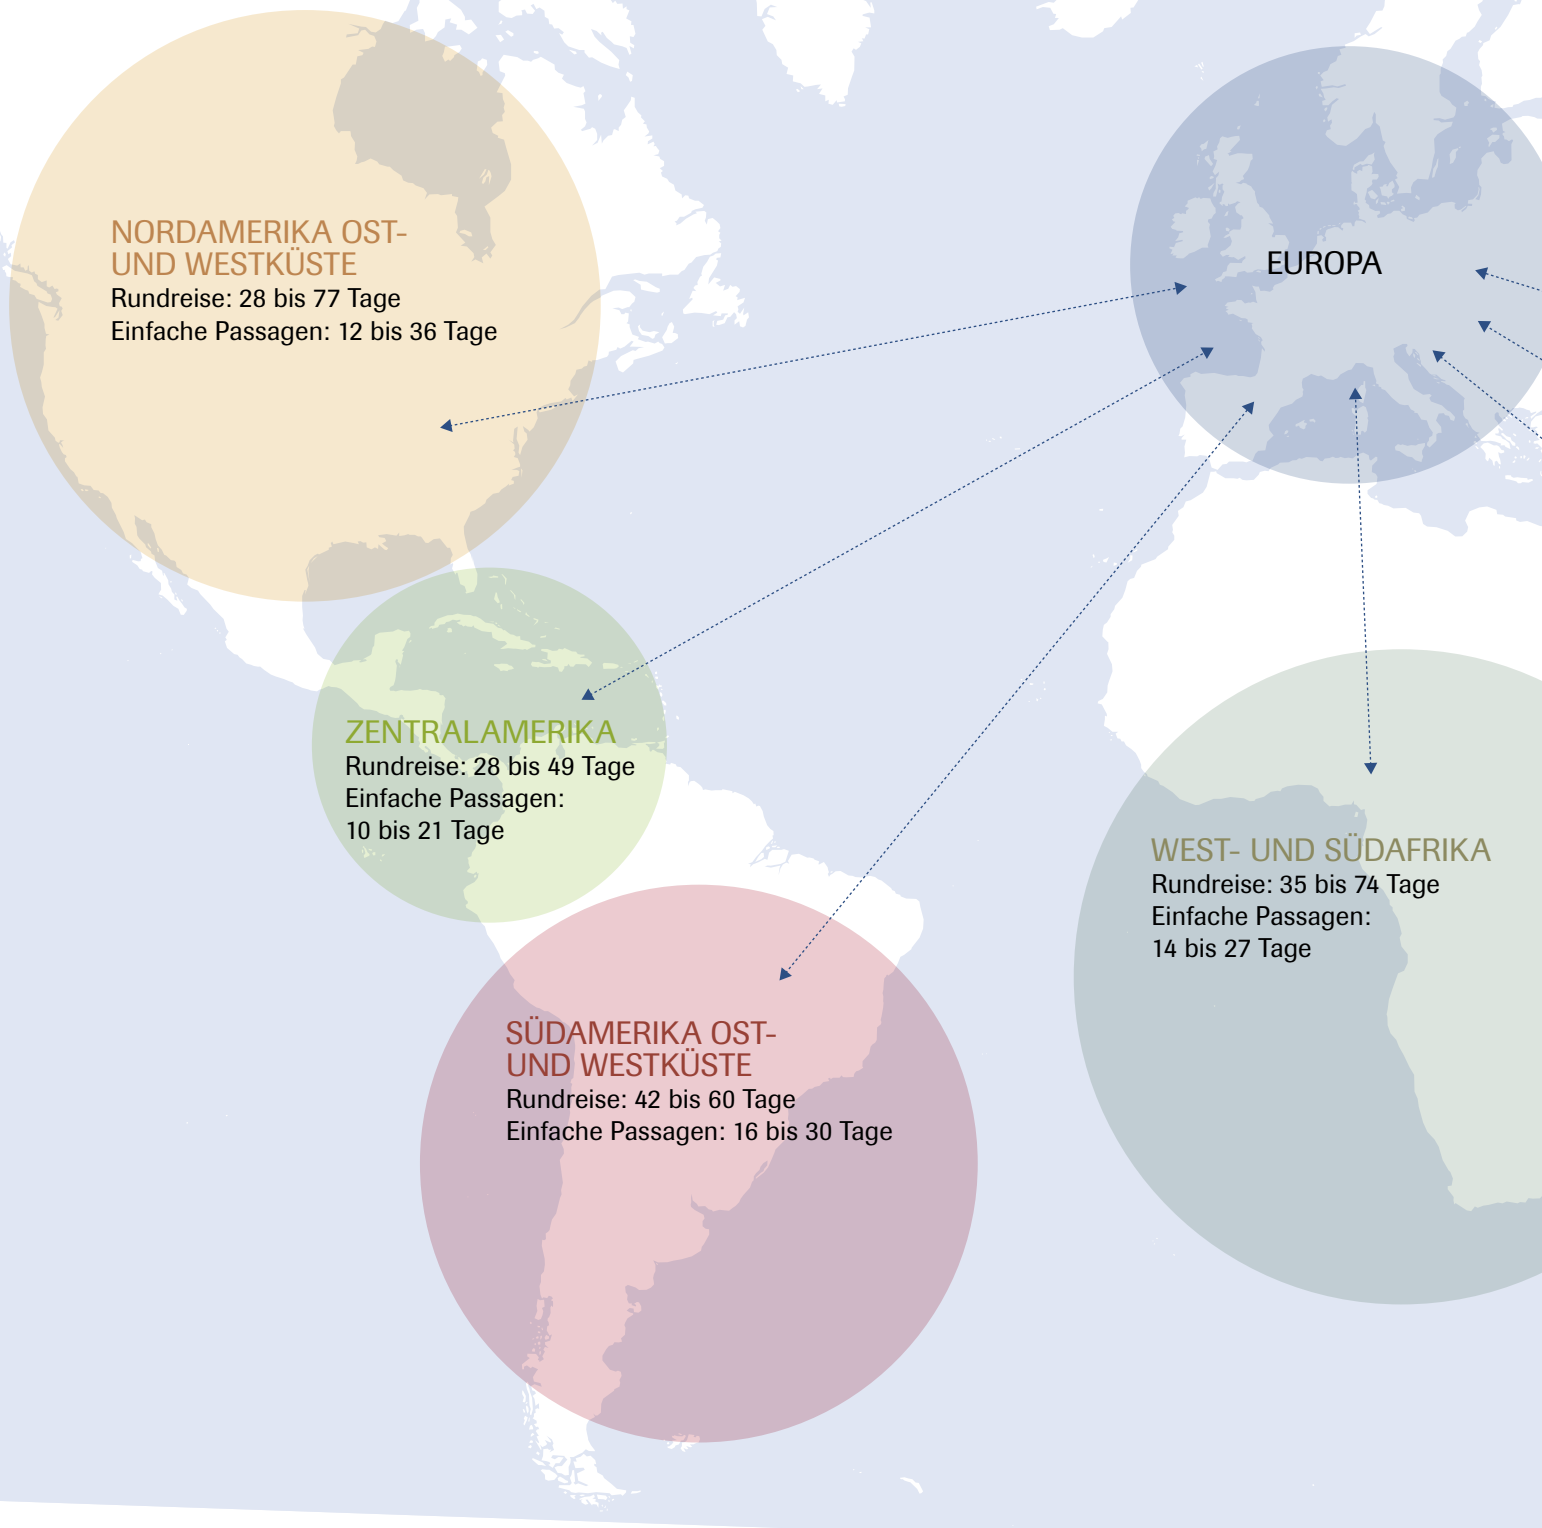 NORDAMERIKA OST-
UND WESTKÜSTE
Rundreise: 28 bis 77 Tage
Einfache Passagen: 12 bis 36 Tage
EUROPA
ZENTRALAMERIKA
Rundreise: 28 bis 49 Tage
Einfache Passagen:
10 bis 21 Tage
WEST- UND SÜDAFRIKA
Rundreise: 35 bis 74 Tage
Einfache Passagen:
14 bis 27 Tage
SÜDAMERIKA OST-
UND WESTKÜSTE
Rundreise: 42 bis 60 Tage
Einfache Passagen: 16 bis 30 Tage